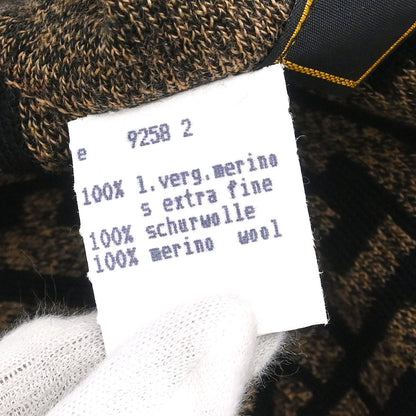 e 9258 2
100% l.verg.merino
s extra fine
100% schurwolle
100% merino wool